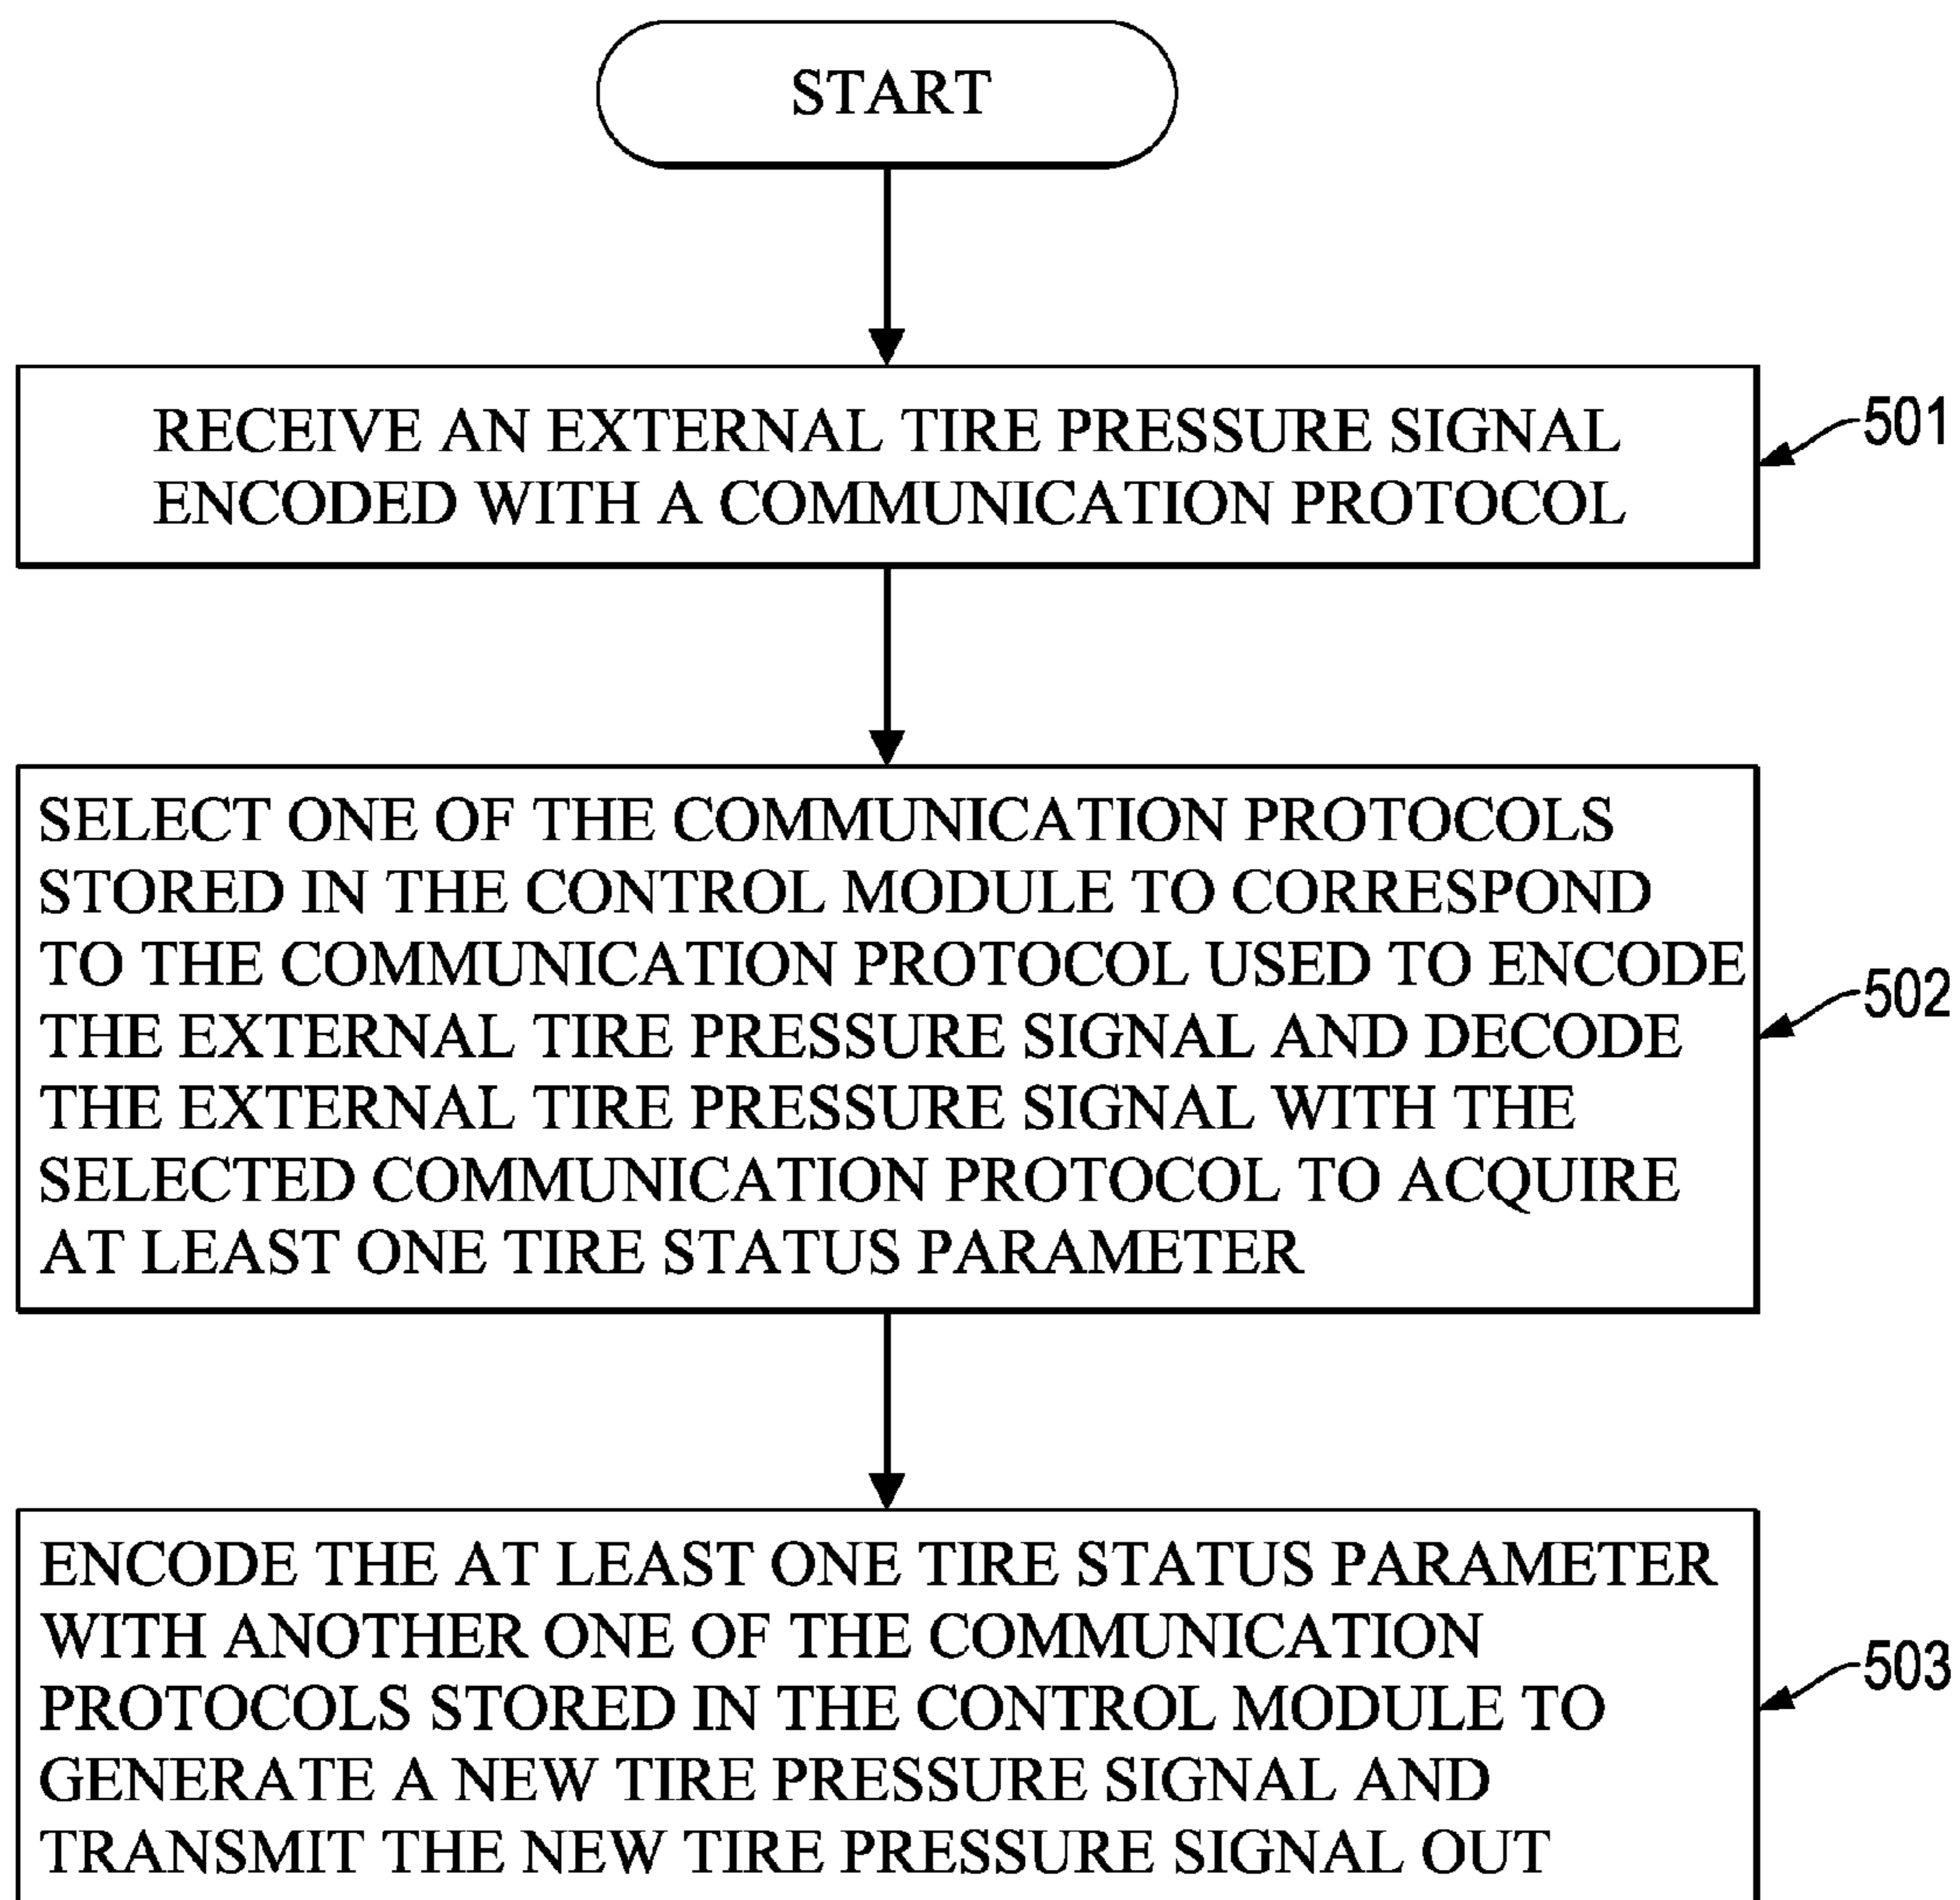 START
RECEIVE AN EXTERNAL TIRE PRESSURE SIGNAL
ENCODED WITH A COMMUNICATION PROTOCOL
501
SELECT ONE OF THE COMMUNICATION PROTOCOLS
STORED IN THE CONTROL MODULE TO CORRESPOND
TO THE COMMUNICATION PROTOCOL USED TO ENCODE
THE EXTERNAL TIRE PRESSURE SIGNAL AND DECODE
THE EXTERNAL TIRE PRESSURE SIGNAL WITH THE
SELECTED COMMUNICATION PROTOCOL TO ACQUIRE
AT LEAST ONE TIRE STATUS PARAMETER
502
ENCODE THE AT LEAST ONE TIRE STATUS PARAMETER
WITH ANOTHER ONE OF THE COMMUNICATION
PROTOCOLS STORED IN THE CONTROL MODULE TO
GENERATE A NEW TIRE PRESSURE SIGNAL AND
TRANSMIT THE NEW TIRE PRESSURE SIGNAL OUT
503